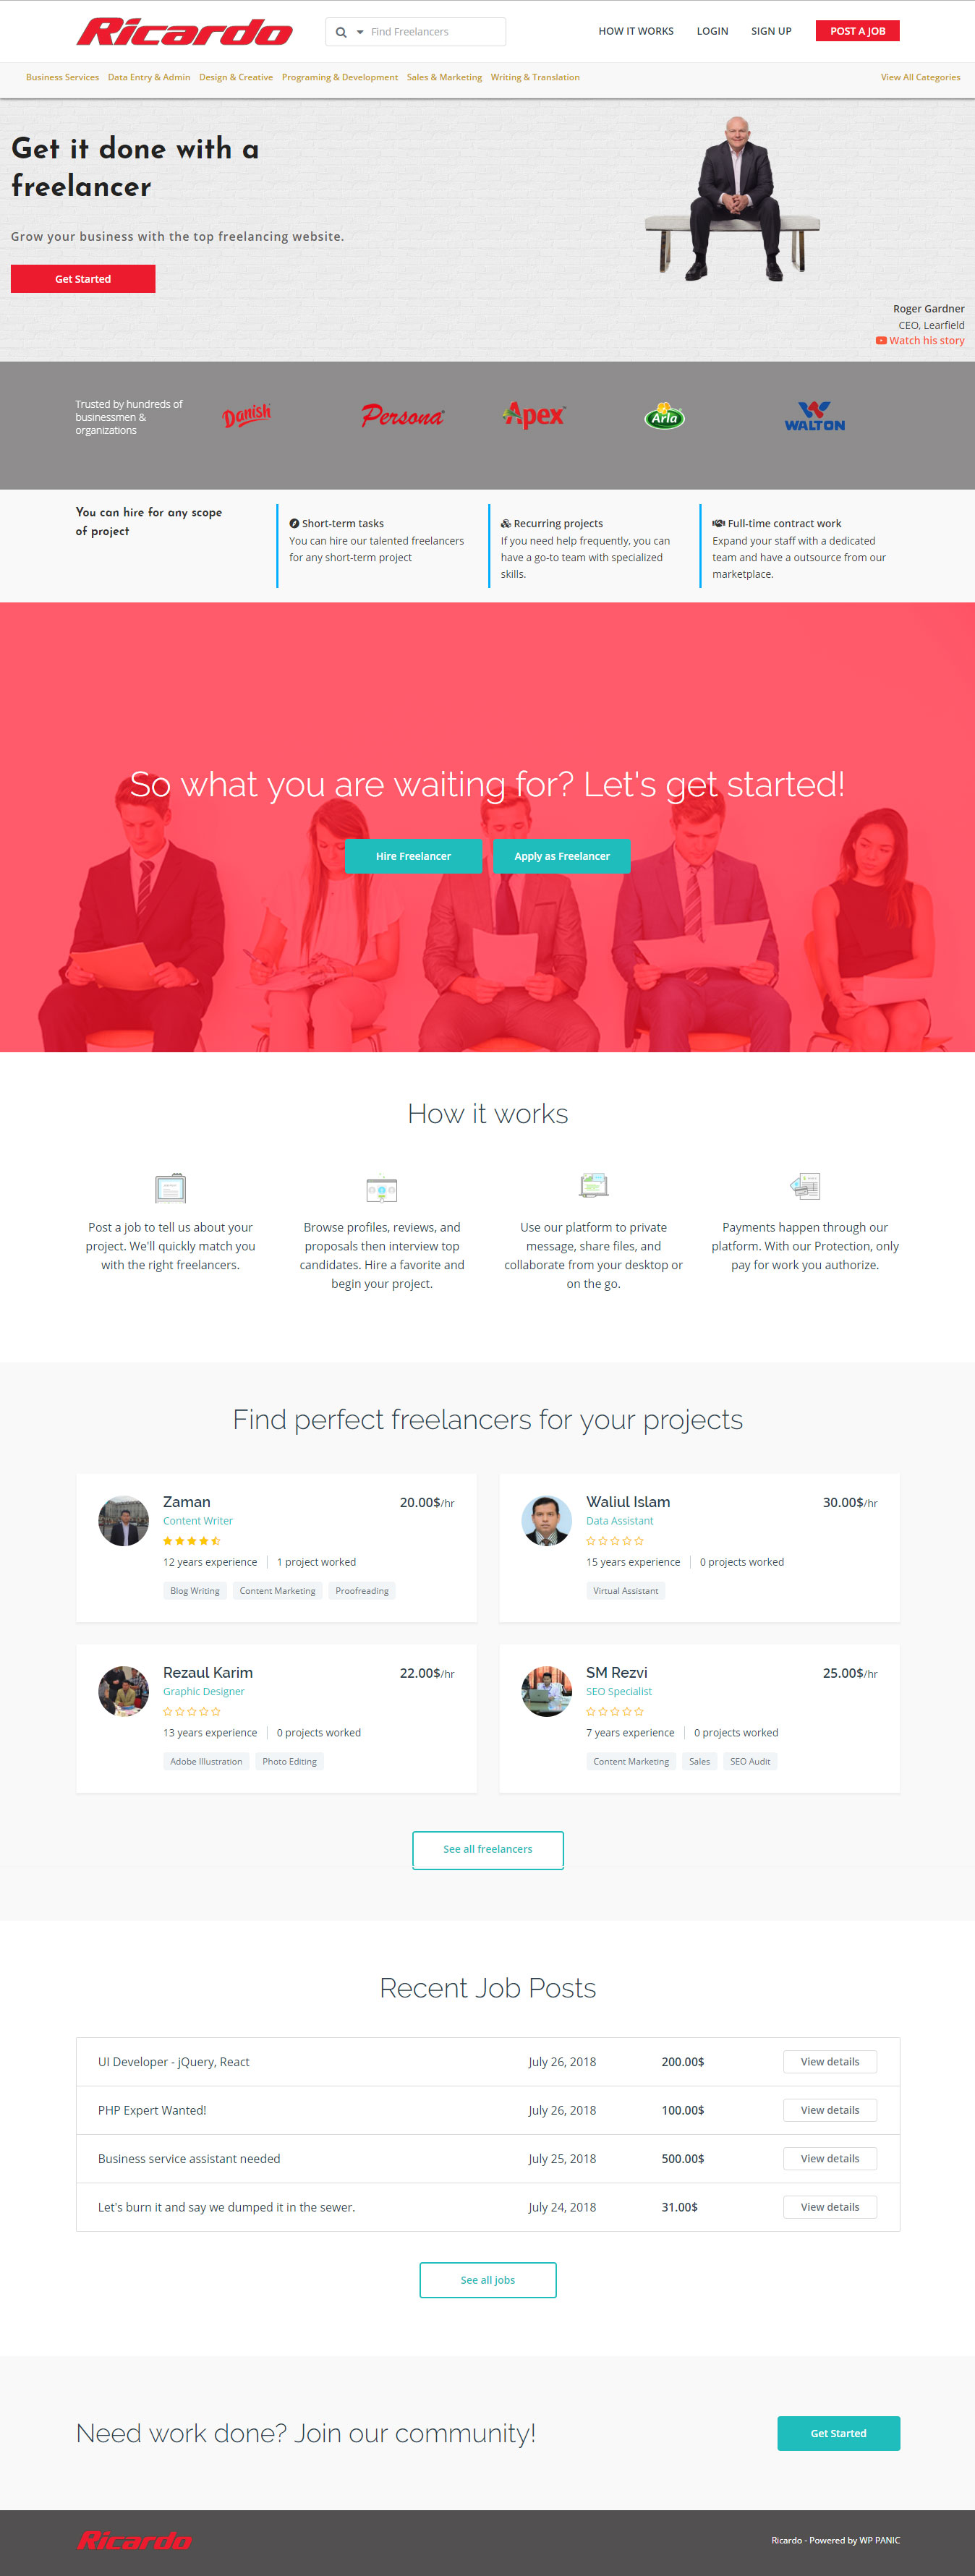 Ricardo
Find Freelancers
HOW IT WORKS LOGIN SIGN UP POST A JOB
Business Services Data Entry & Admin Design & Creative Programing & Development Sales & Marketing Writing & Translation View All Categories
Get it done with a
freelancer
Grow your business with the top freelancing website.
Get Started
Roger Gardner
CEO, Learfield
Watch his story
Trusted by hundreds of
businessmen &
organizations
Danish
Persona
Apex
Arla
WALTON
You can hire for any scope
of project
Short-term tasks
You can hire our talented freelancers
for any short-term project
Recurring projects
If you need help frequently, you can
have a go-to team with specialized
skills.
Full-time contract work
Expand your staff with a dedicated
team and have a outsource from our
marketplace.
So what you are waiting for? Let's get started!
Hire Freelancer
Apply as Freelancer
How it works
Post a job to tell us about your
project. We'll quickly match you
with the right freelancers.
Browse profiles, reviews, and
proposals then interview top
candidates. Hire a favorite and
begin your project.
Use our platform to private
message, share files, and
collaborate from your desktop or
on the go.
Payments happen through our
platform. With our Protection, only
pay for work you authorize.
Find perfect freelancers for your projects
Zaman 20.00$/hr
Content Writer
12 years experience 1 project worked
Blog Writing Content Marketing Proofreading
Waliul Islam 30.00$/hr
Data Assistant
15 years experience 0 projects worked
Virtual Assistant
Rezaul Karim 22.00$/hr
Graphic Designer
13 years experience 0 projects worked
Adobe Illustration Photo Editing
SM Rezvi 25.00$/hr
SEO Specialist
7 years experience 0 projects worked
Content Marketing Sales SEO Audit
See all freelancers
Recent Job Posts
UI Developer - jQuery, React July 26, 2018 200.00$ View details
PHP Expert Wanted! July 26, 2018 100.00$ View details
Business service assistant needed July 25, 2018 500.00$ View details
Let's burn it and say we dumped it in the sewer. July 24, 2018 31.00$ View details
See all jobs
Need work done? Join our community!
Get Started
Ricardo
Ricardo - Powered by WP PANIC